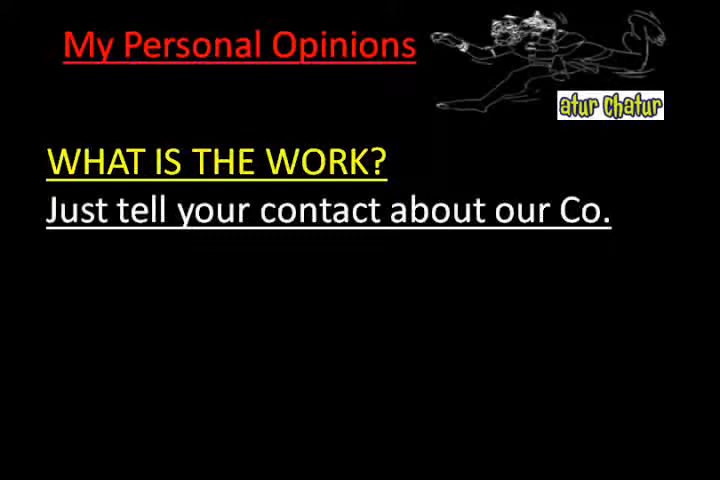 My Personal Opinions
atur Chatur
WHAT IS THE WORK?
Just tell your contact about our Co.